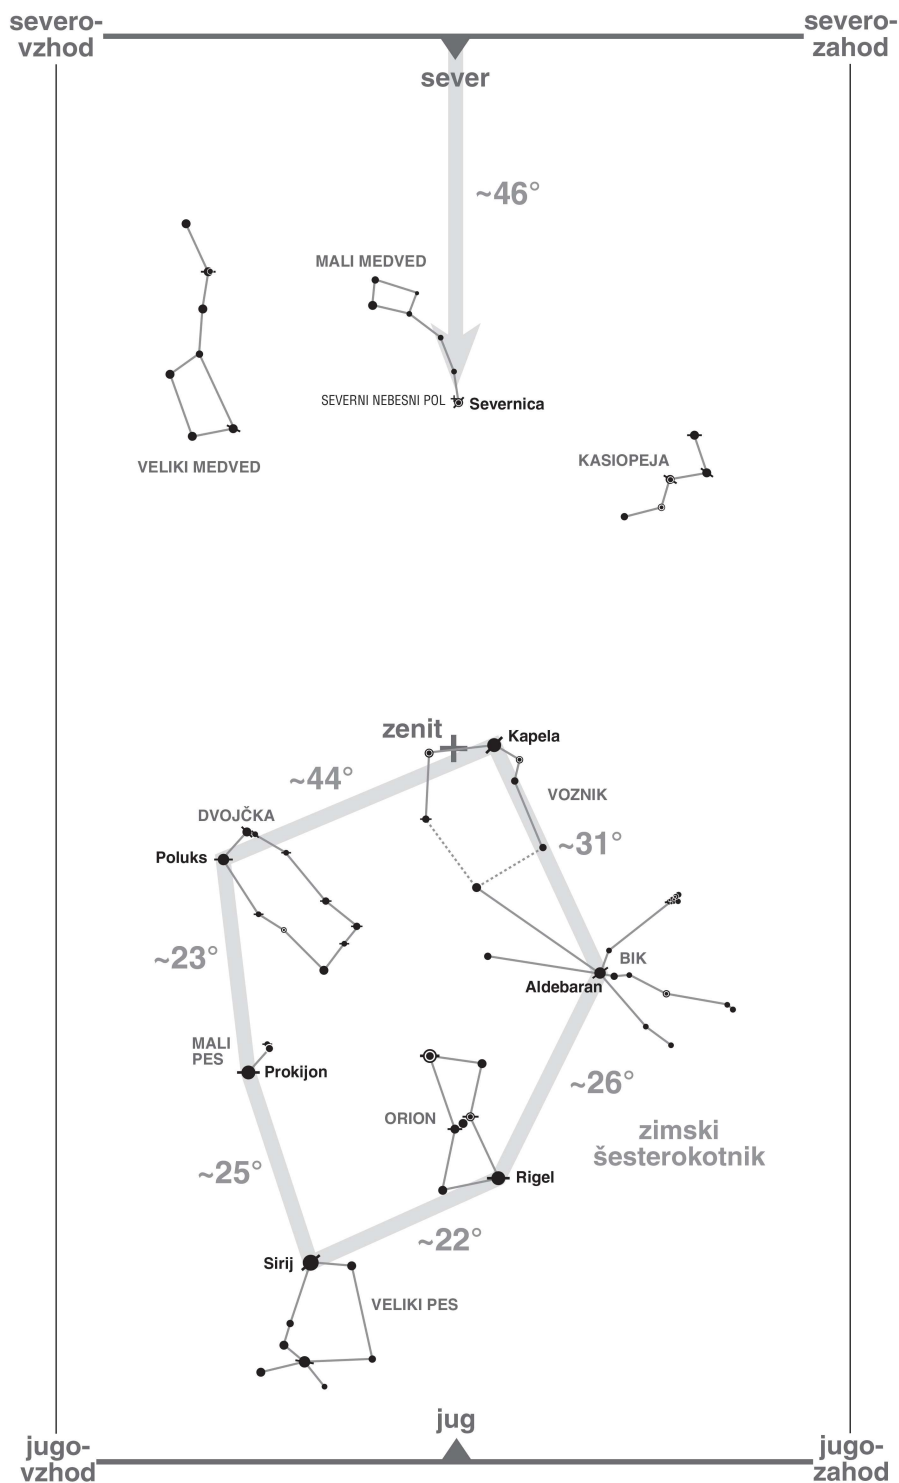 severo-
vzhod
severo-
zahod
sever
~46°
MALI MEDVED
SEVERNI NEBESNI POL
Severnica
VELIKI MEDVED
KASIOPEJA
zenit
Kapela
~44°
VOZNIK
DVOJČKA
~31°
Poluks
~23°
BIK
Aldebaran
MALI
PES
Prokijon
~26°
ORION
zimski
šesterokotnik
~25°
Rigel
~22°
Sirij
VELIKI PES
jug
jugo-
vzhod
jugo-
zahod